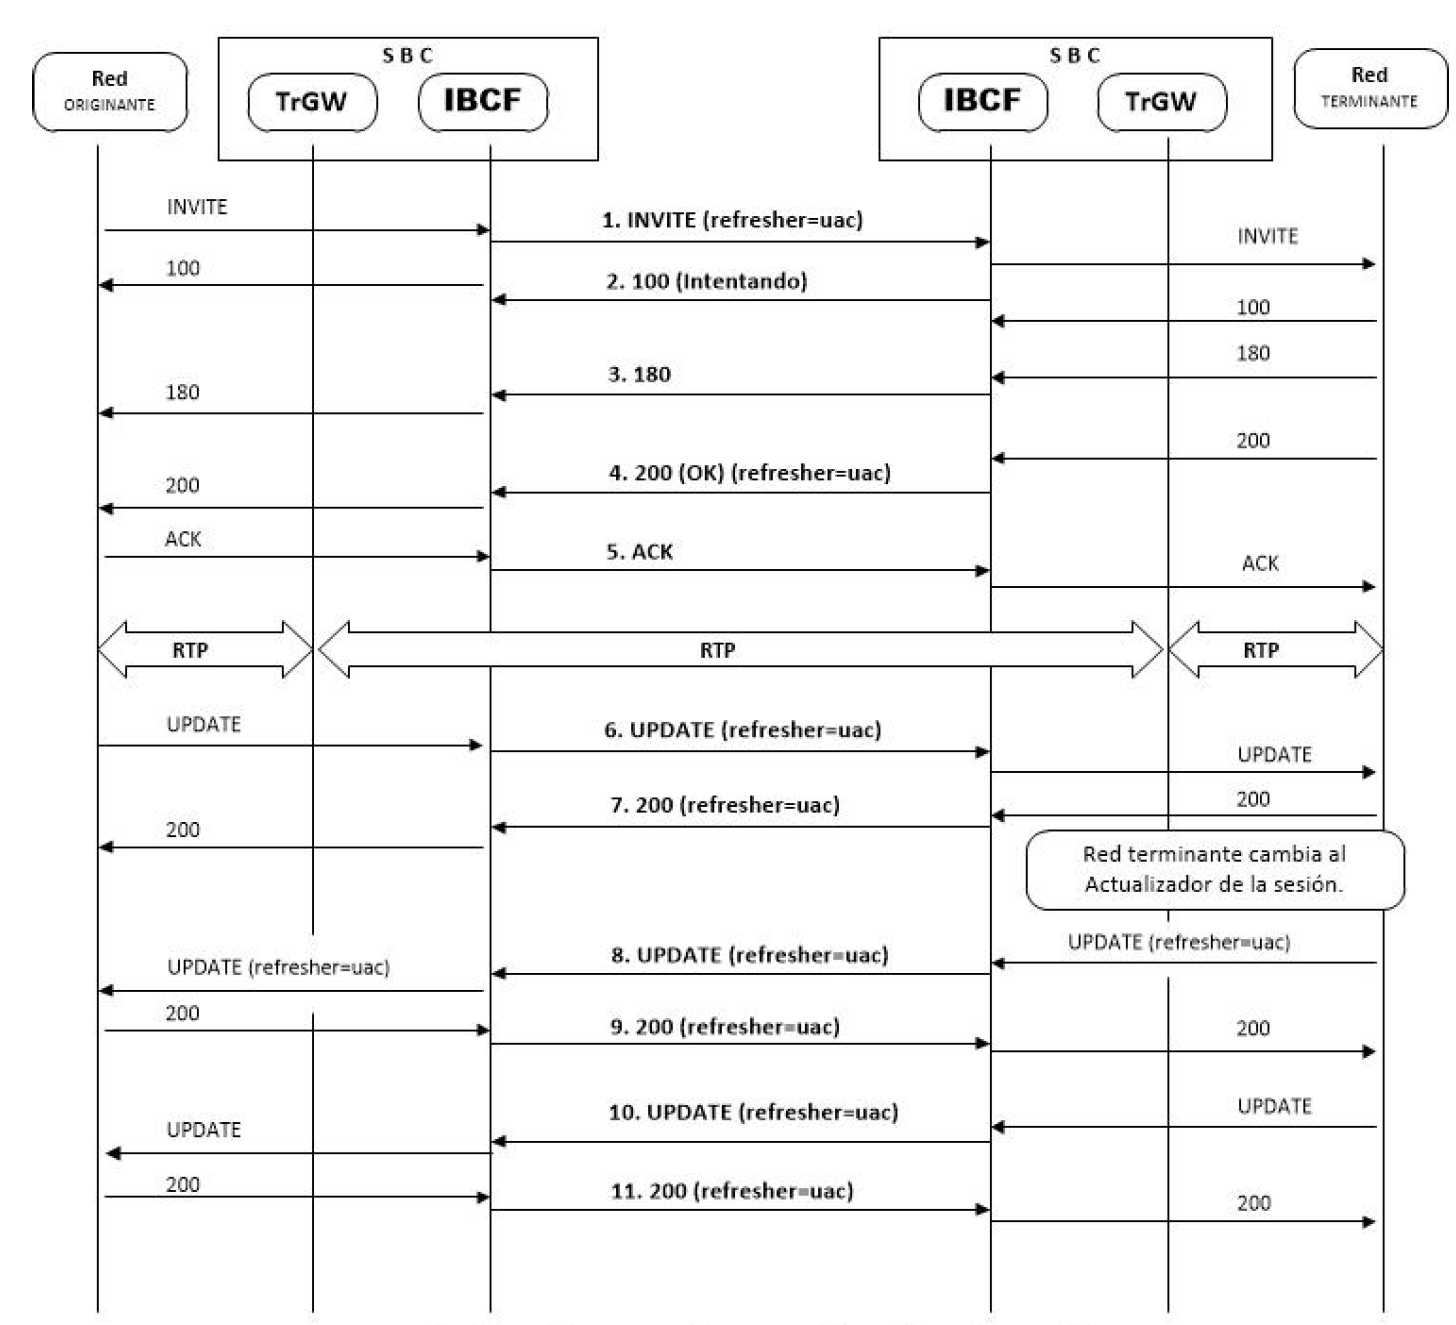 S B C
S B C
Red
ORIGINANTE
TrGW
IBCF
IBCF
TrGW
Red
TERMINANTE
INVITE
1. INVITE (refresher=uac)
INVITE
100
2. 100 (Intentando)
100
180
3. 180
180
200
4. 200 (OK) (refresher=uac)
200
ACK
5. ACK
ACK
RTP
RTP
RTP
UPDATE
6. UPDATE (refresher=uac)
UPDATE
200
7. 200 (refresher=uac)
200
Red terminante cambia al
Actualizador de la sesión.
UPDATE (refresher=uac)
8. UPDATE (refresher=uac)
UPDATE (refresher=uac)
200
9. 200 (refresher=uac)
200
10. UPDATE (refresher=uac)
UPDATE
UPDATE
200
11. 200 (refresher=uac)
200